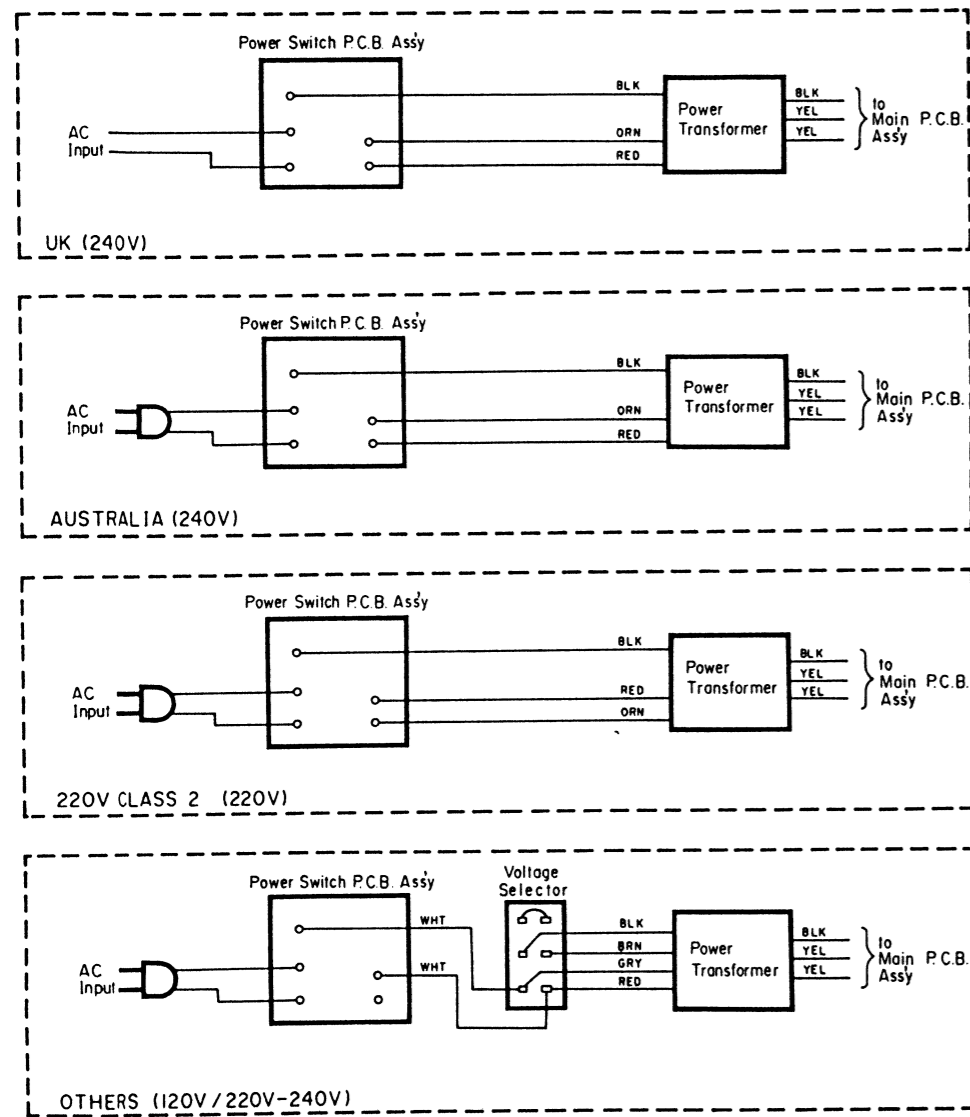 Power Switch P.C.B. Ass'y
AC
Input
BLK
ORN
RED
Power
Transformer
BLK
YEL
YEL
to
Main P.C.B.
Ass'y
UK (240V)
Power Switch P.C.B. Ass'y
AC
Input
BLK
ORN
RED
Power
Transformer
BLK
YEL
YEL
to
Main P.C.B.
Ass'y
AUSTRALIA (240V)
Power Switch P.C.B. Ass'y
AC
Input
BLK
RED
ORN
Power
Transformer
BLK
YEL
YEL
to
Main P.C.B.
Ass'y
220V CLASS 2 (220V)
Power Switch P.C.B. Ass'y
Voltage
Selector
AC
Input
WHT
WHT
BLK
BRN
GRY
RED
Power
Transformer
BLK
YEL
YEL
to
Main P.C.B.
Ass'y
OTHERS (120V/220V-240V)